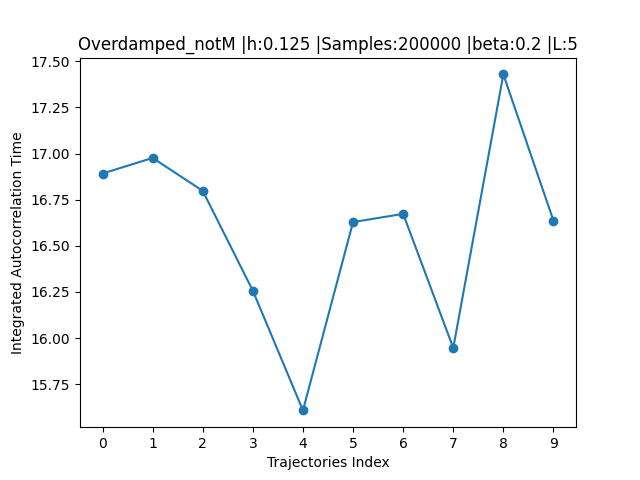 Overdamped_notM |h:0.125 |Samples:200000 |beta:0.2 |L:5
17.50
17.25
17.00
16.75
16.50
16.25
16.00
15.75
Integrated Autocorrelation Time
0 1 2 3 4 5 6 7 8 9
Trajectories Index